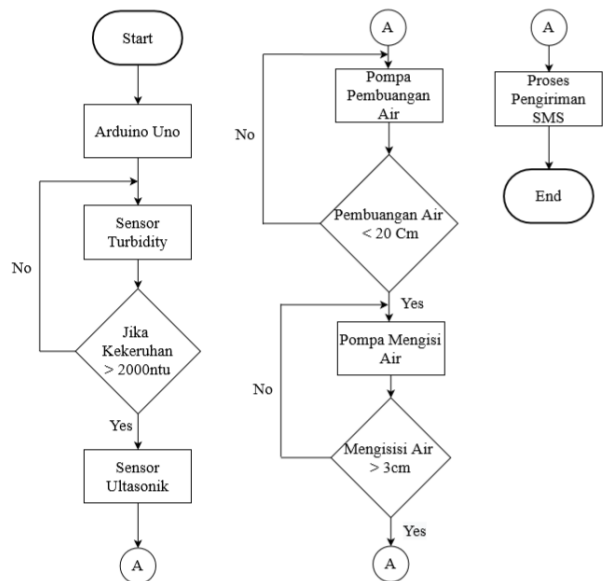 Start
Arduino Uno
Sensor
Turbidity
No
Jika
Kekeruhan
> 2000ntu
Yes
Sensor
Ultasonik
A
A
Pompa
Pembuangan
Air
No
Pembuangan Air
< 20 Cm
Yes
Pompa Mengisi
Air
No
Mengisisi Air
> 3cm
Yes
A
A
Proses
Pengiriman
SMS
End